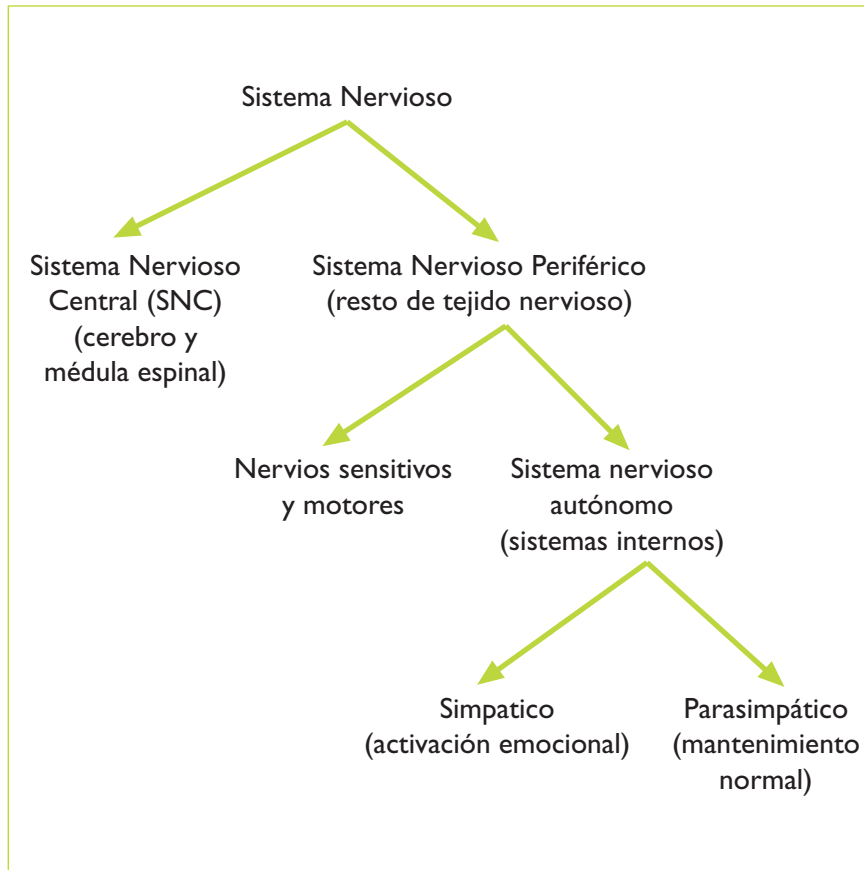 Sistema Nervioso
Sistema Nervioso
Central (SNC)
(cerebro y
médula espinal)
Sistema Nervioso Periférico
(resto de tejido nervioso)
Nervios sensitivos
y motores
Sistema nervioso
autónomo
(sistemas internos)
Simpatico
(activación emocional)
Parasimpático
(mantenimiento
normal)